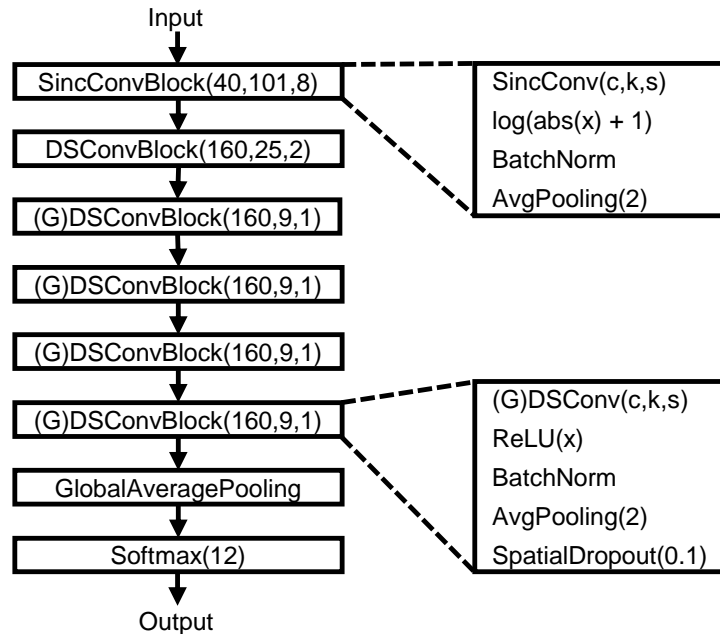 Input
SincConvBlock(40,101,8)
DSConvBlock(160,25,2)
(G)DSConvBlock(160,9,1)
(G)DSConvBlock(160,9,1)
(G)DSConvBlock(160,9,1)
(G)DSConvBlock(160,9,1)
GlobalAveragePooling
Softmax(12)
Output
SincConv(c,k,s)
log(abs(x) + 1)
BatchNorm
AvgPooling(2)
(G)DSConv(c,k,s)
ReLU(x)
BatchNorm
AvgPooling(2)
SpatialDropout(0.1)